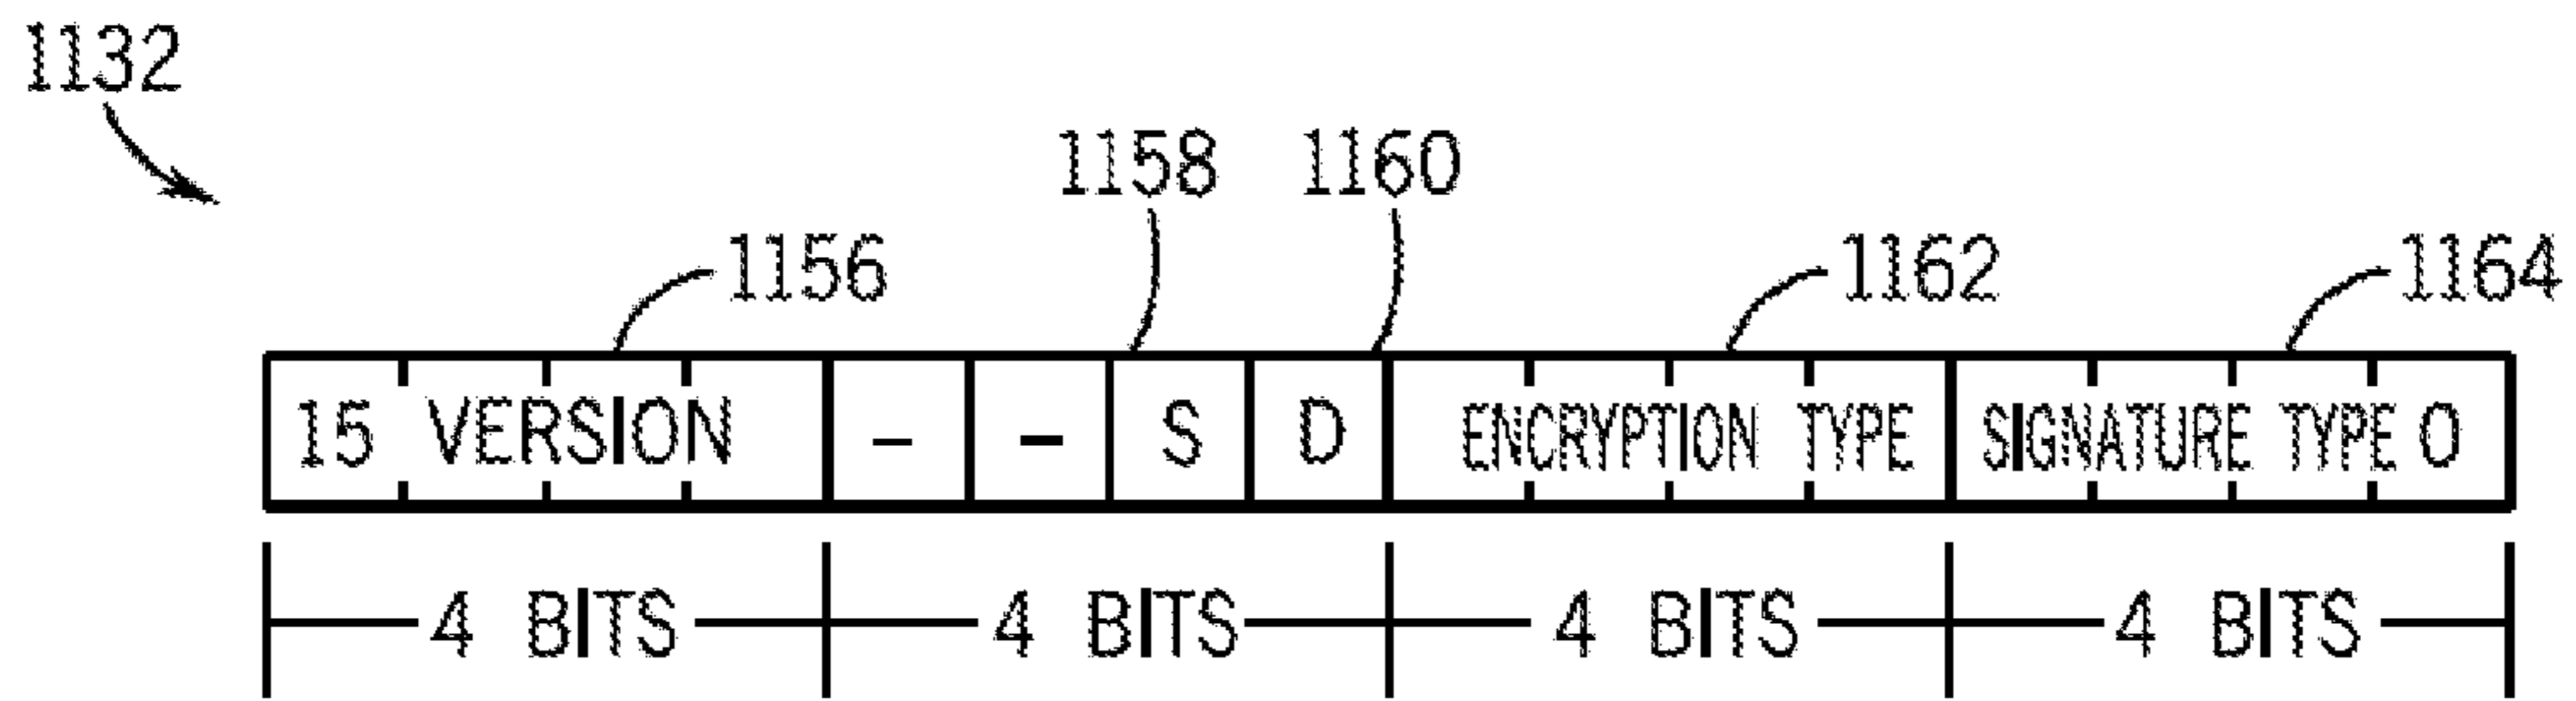 1132
1158 1160
1156 1162 1164
15 VERSION - - S D ENCRYPTION TYPE SIGNATURE TYPE 0
4 BITS 4 BITS 4 BITS 4 BITS